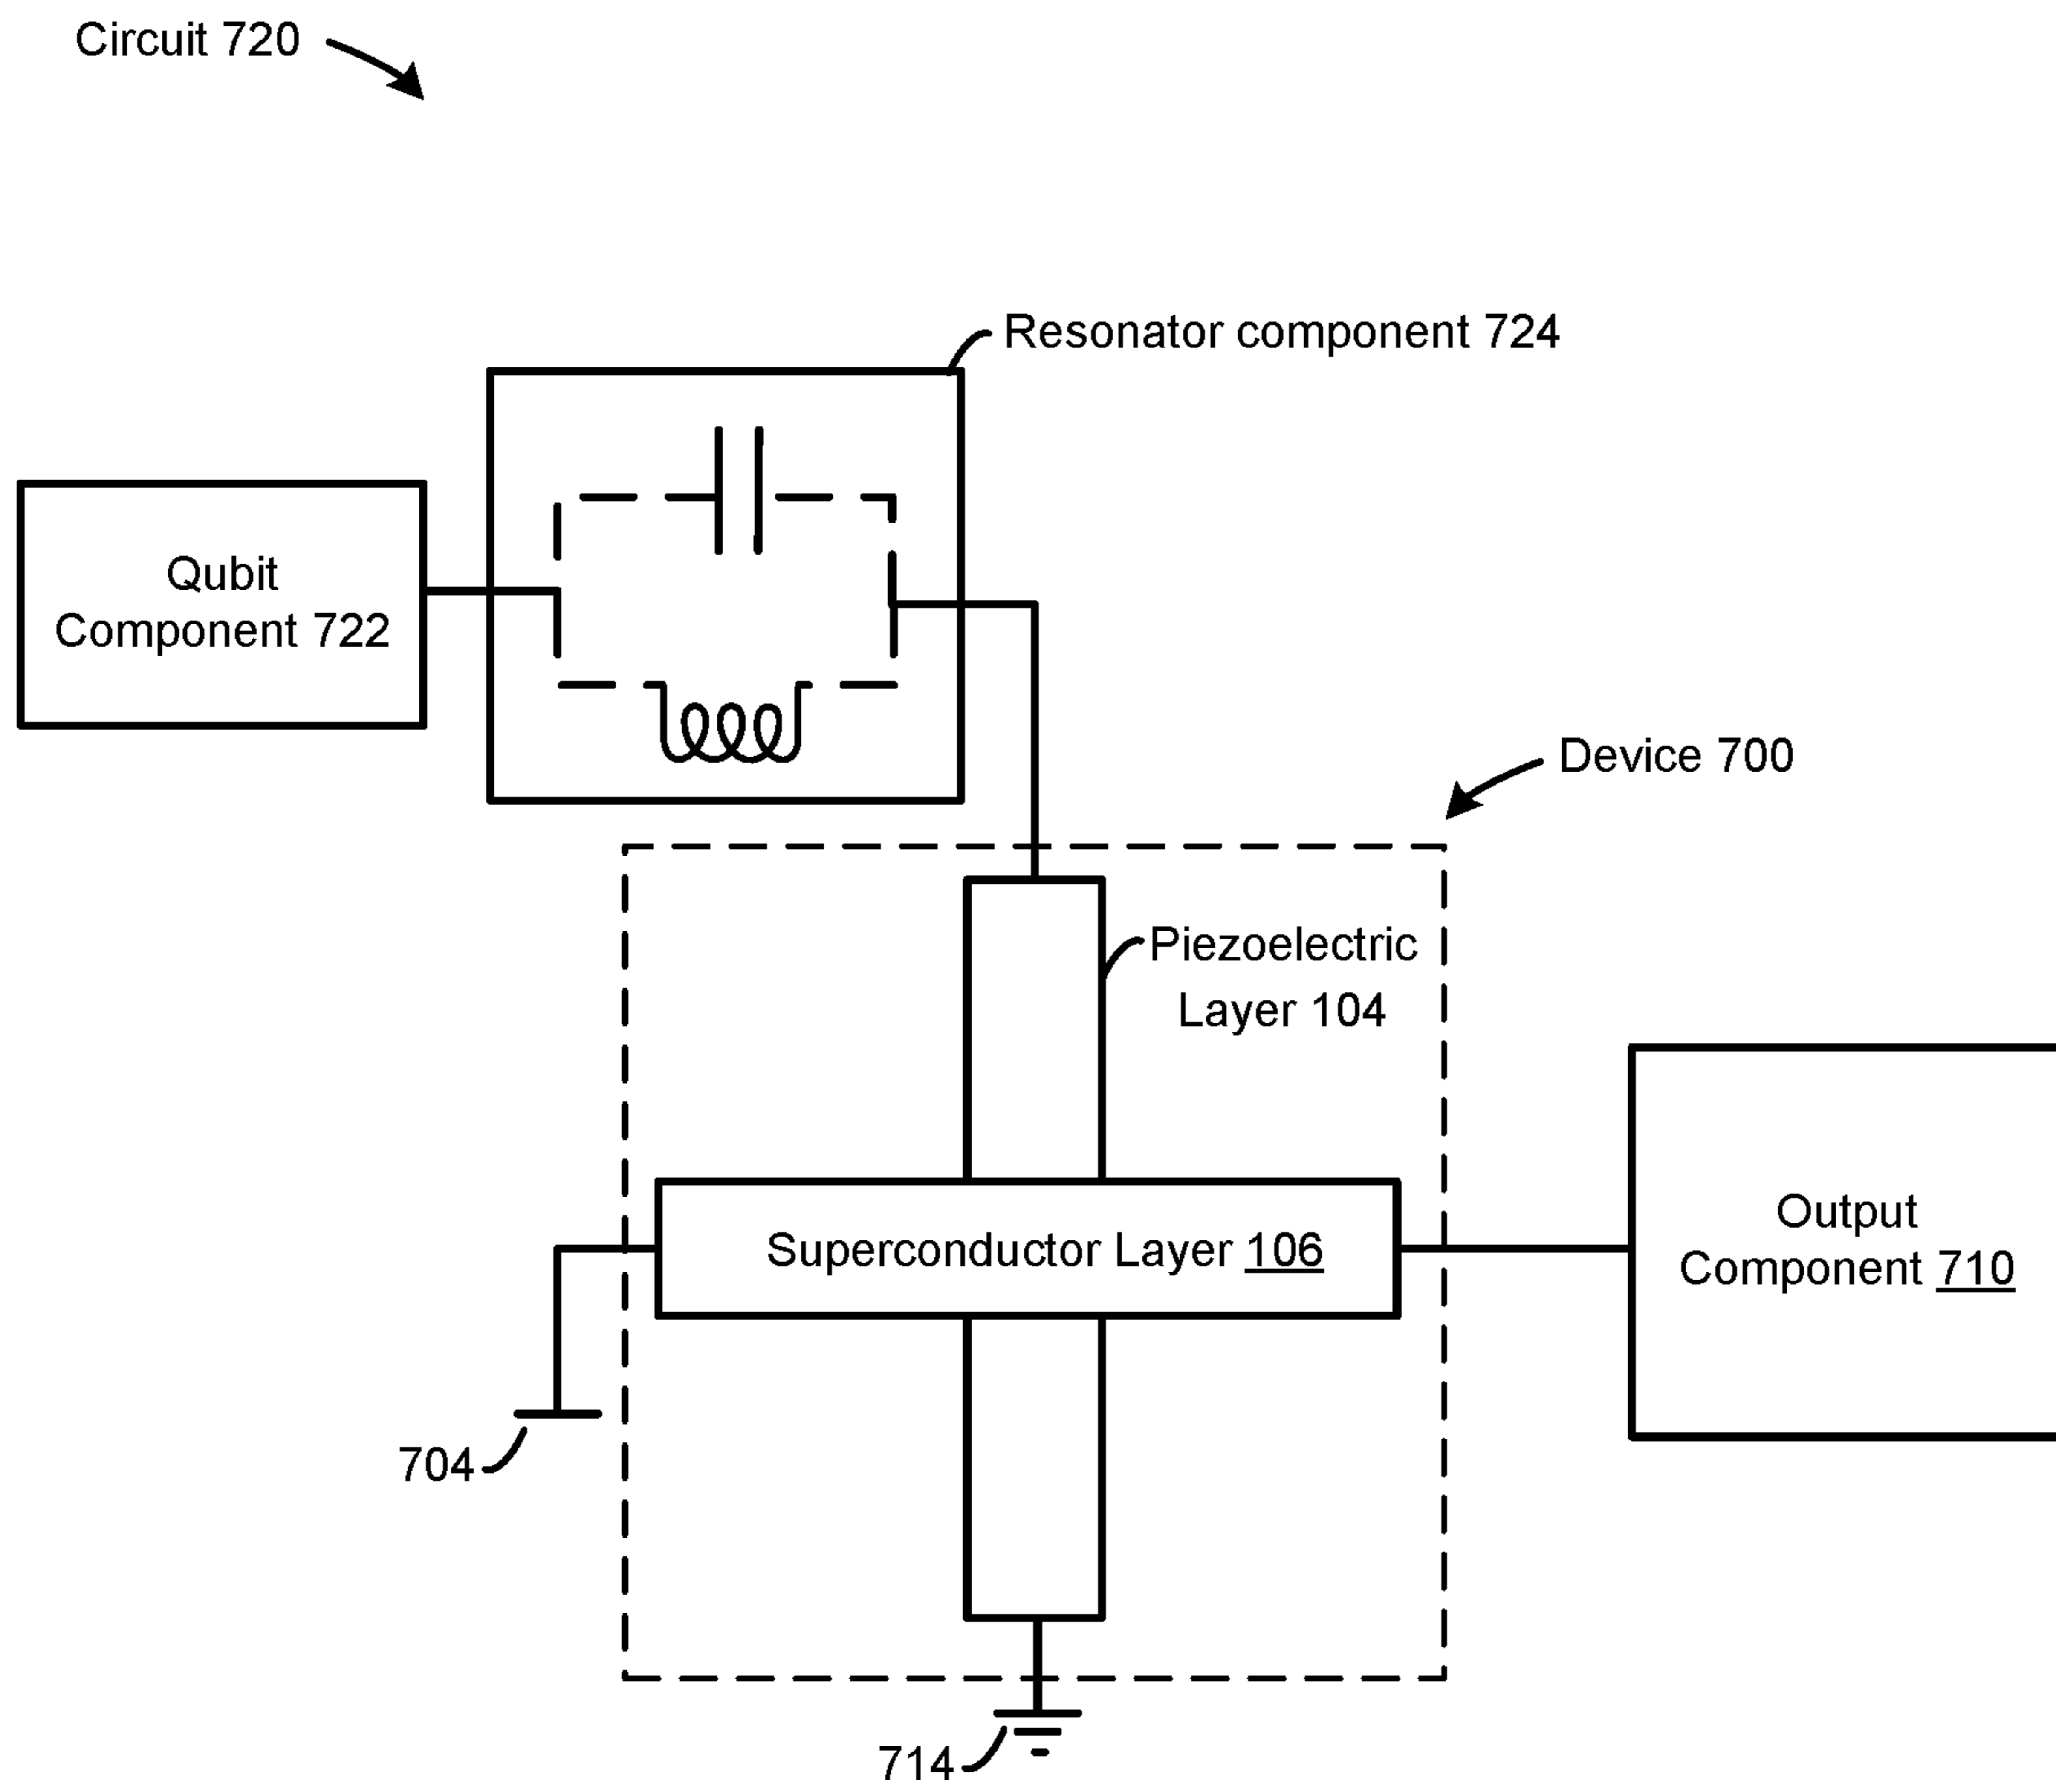 Circuit 720
Resonator component 724
Qubit
Component 722
Device 700
Piezoelectric
Layer 104
Superconductor Layer 106
Output
Component 710
704
714